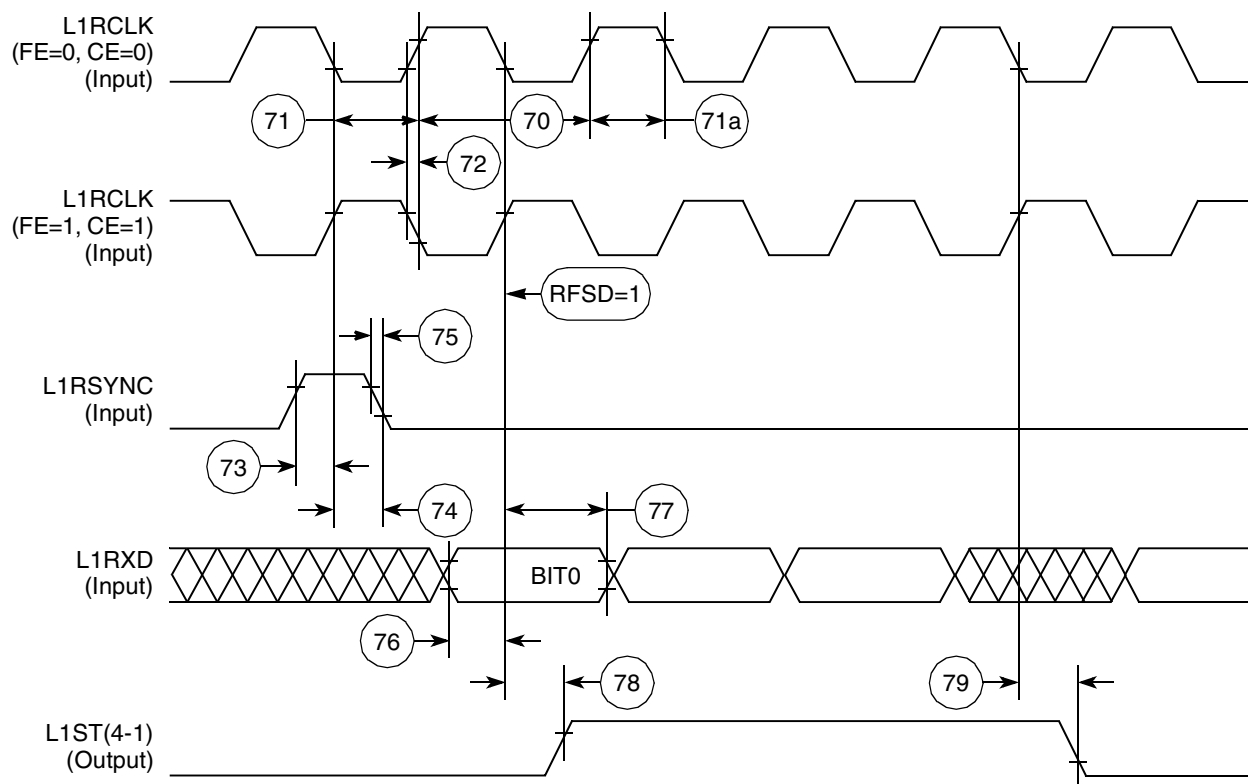 L1RCLK
(FE=0, CE=0)
(Input)
71
70
71a
72
L1RCLK
(FE=1, CE=1)
(Input)
RFSD=1
75
L1RSYNC
(Input)
73
74
77
L1RXD
(Input)
BIT0
76
78
79
L1ST(4-1)
(Output)